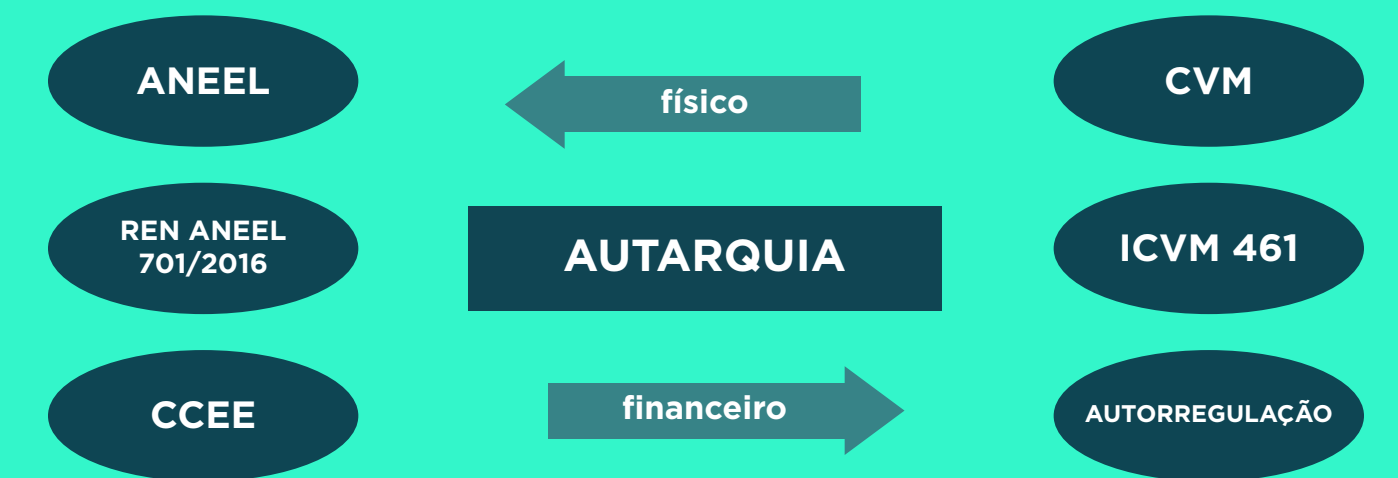 ANEEL
físico
CVM
REN ANEEL
701/2016
AUTARQUIA
ICVM 461
CCEE
financeiro
AUTORREGULAÇÃO